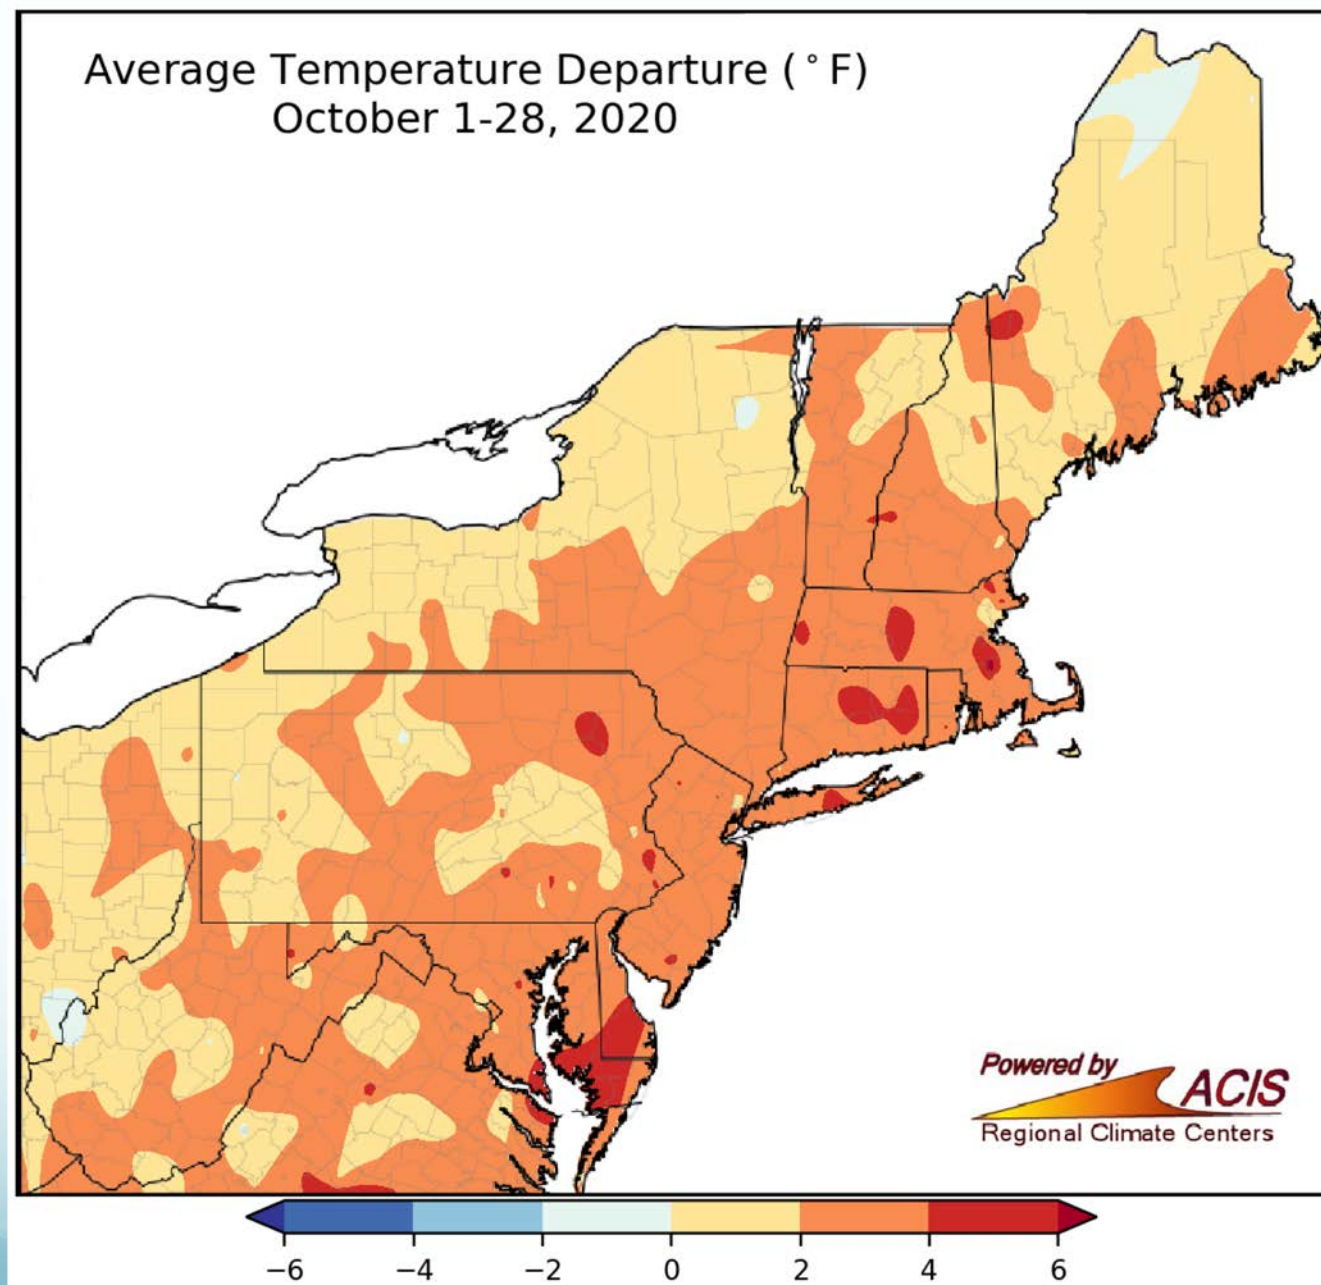 Average Temperature Departure (°F)
October 1-28, 2020
Powered by
ACIS
Regional Climate Centers
−6 −4 −2 0 2 4 6